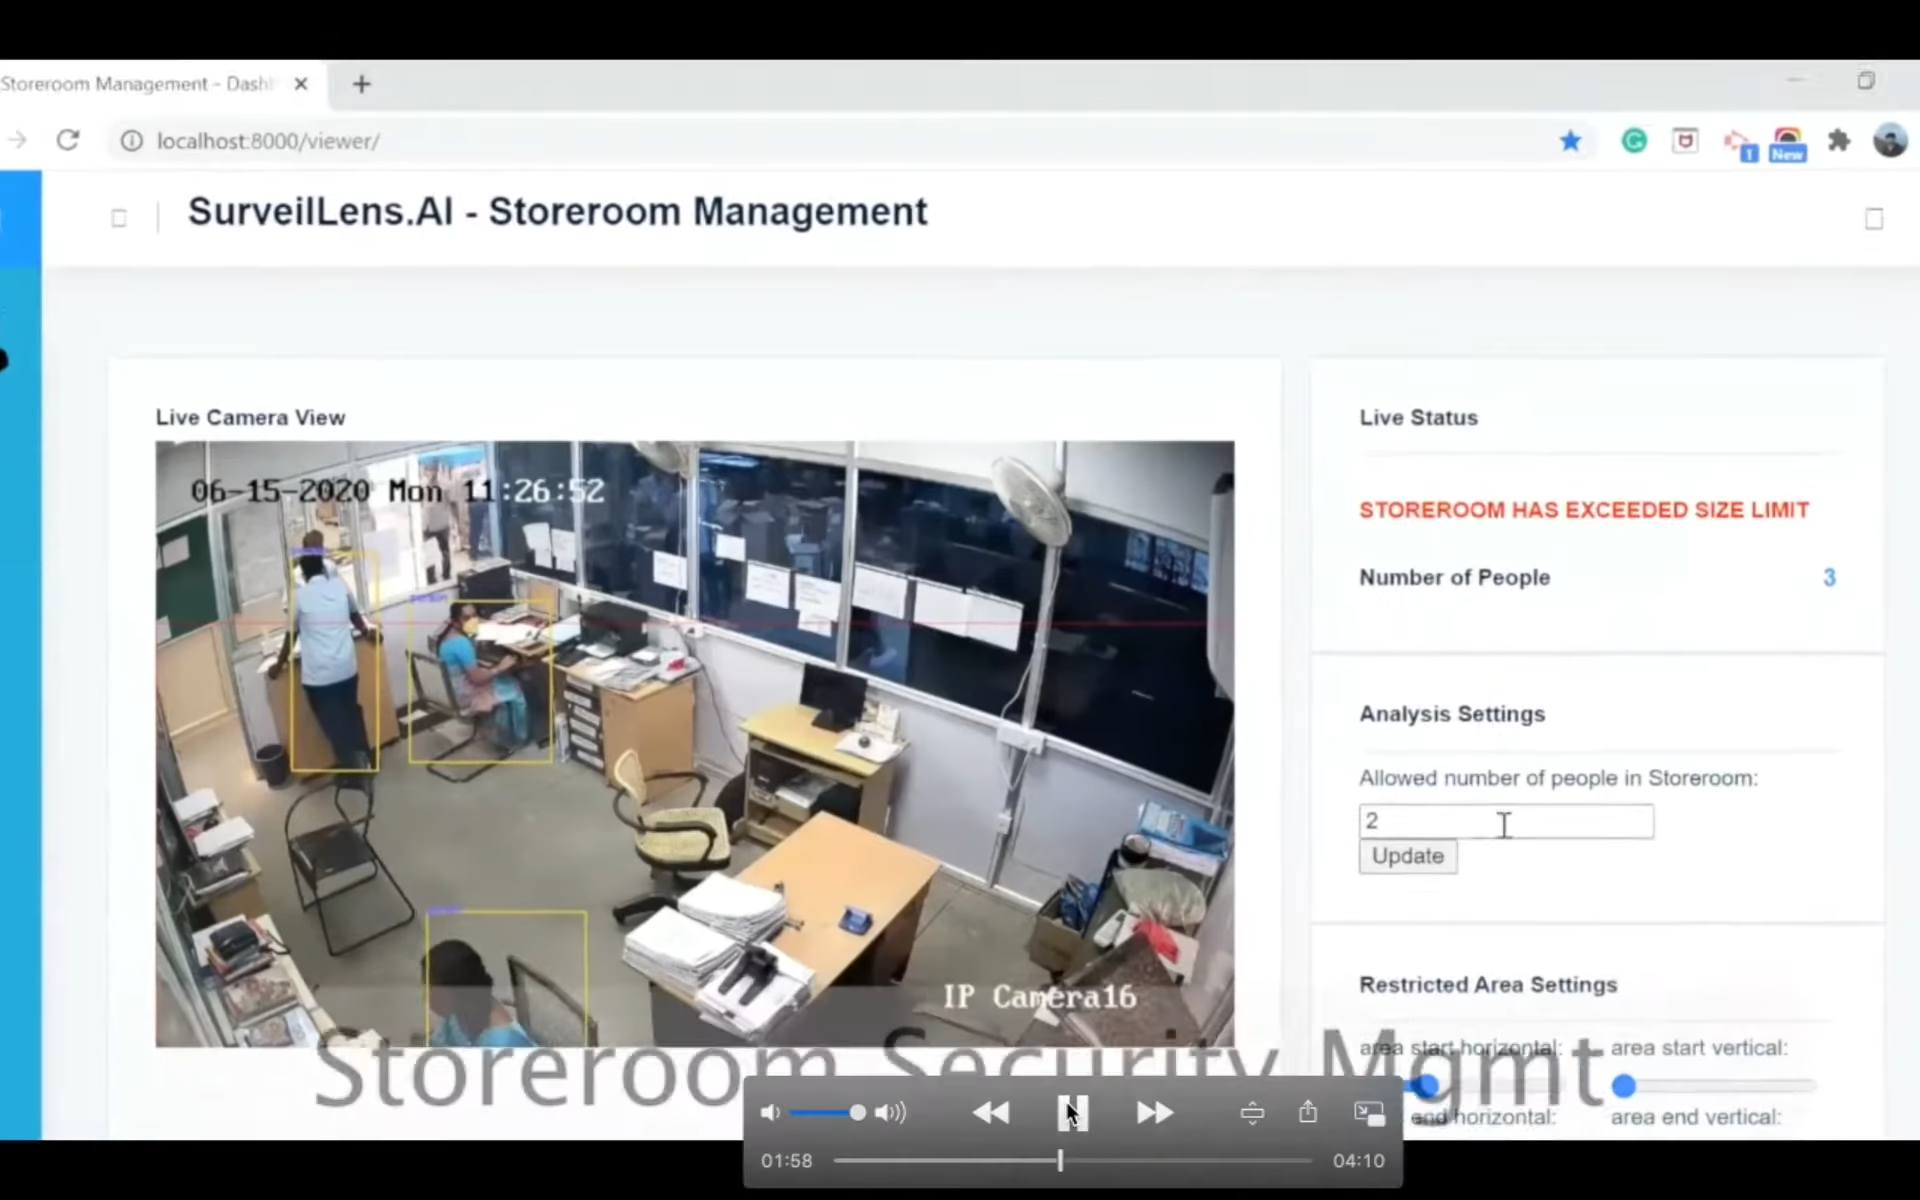 Storeroom Management - Dash
localhost:8000/viewer/
1
New
SurveilLens.AI - Storeroom Management
Live Camera View
06-15-2020 Mon 11:26:52
IP Camera16
Live Status
STOREROOM HAS EXCEEDED SIZE LIMIT
Number of People 3
Analysis Settings
Allowed number of people in Storeroom:
2
Update
Restricted Area Settings
area start horizontal: area start vertical:
end horizontal: area end vertical:
Storeroom Security Mgmt
01:58 04:10